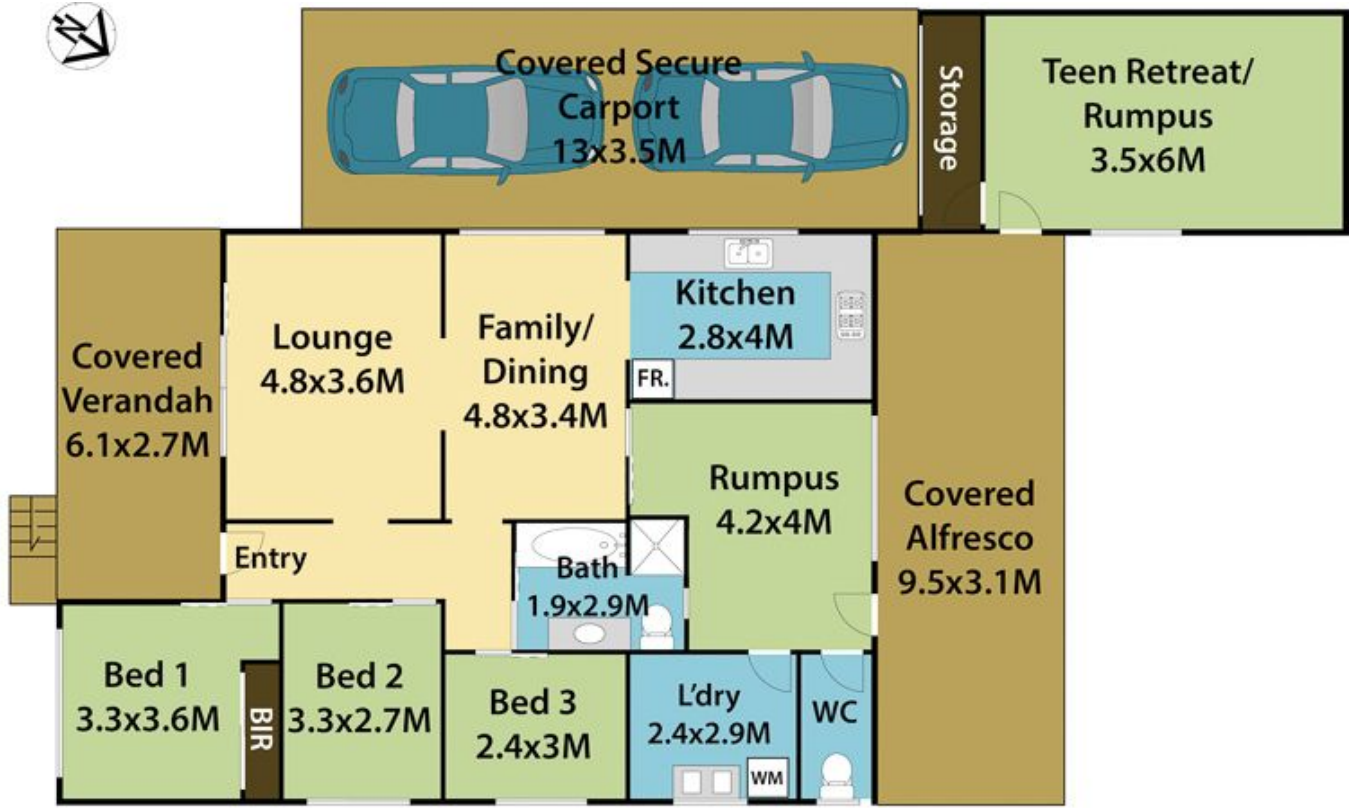 N
Covered Secure
Carport
13x3.5M
Storage
Teen Retreat/
Rumpus
3.5x6M
Covered
Verandah
6.1x2.7M
Lounge
4.8x3.6M
Family/
Dining
4.8x3.4M
Kitchen
2.8x4M
FR.
Rumpus
4.2x4M
Covered
Alfresco
9.5x3.1M
Entry
Bath
1.9x2.9M
Bed 1
3.3x3.6M
BIR
Bed 2
3.3x2.7M
Bed 3
2.4x3M
L'dry
2.4x2.9M
WM
WC